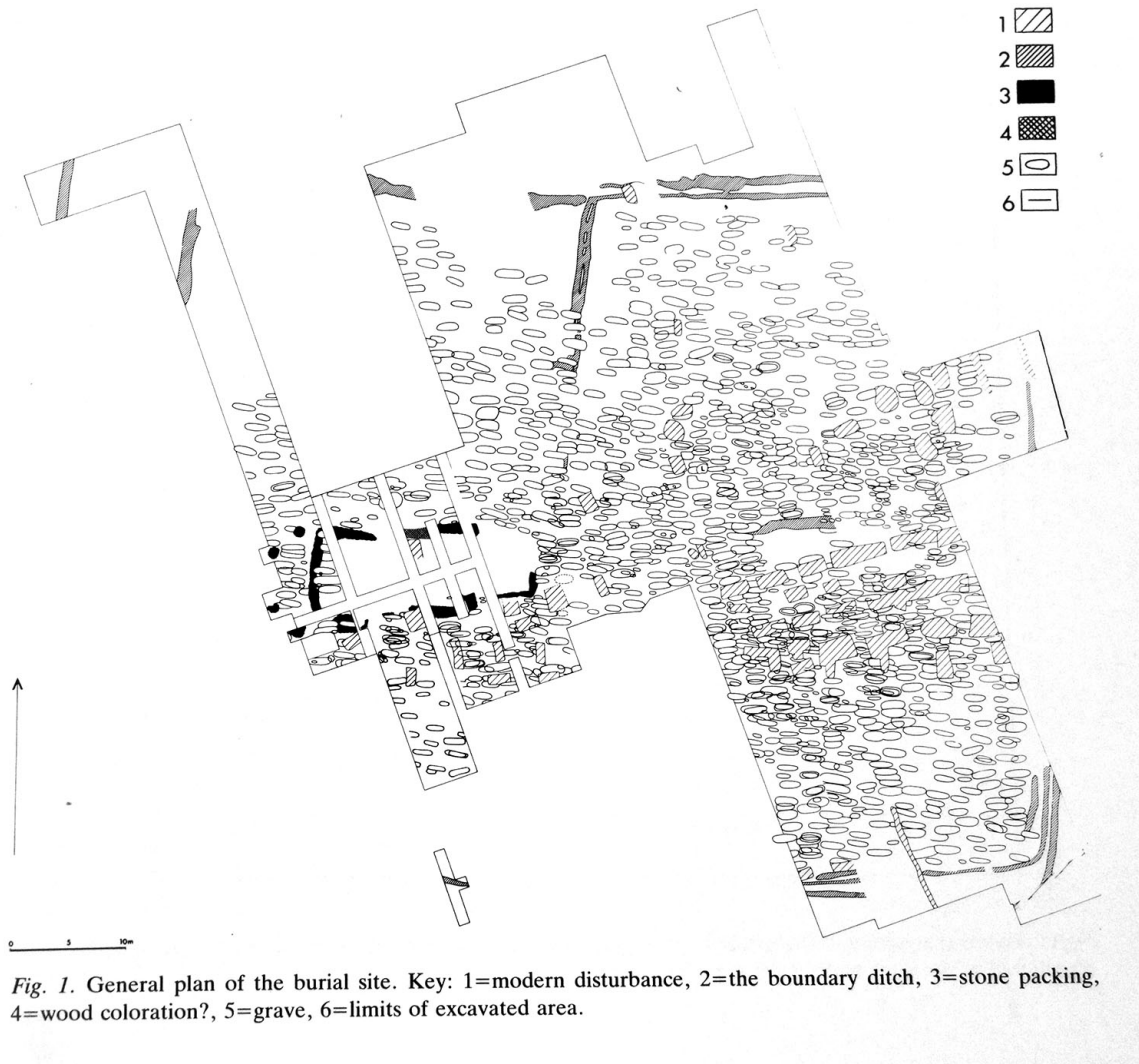 1
2
3
4
5
6
0 5 10m
Fig. 1. General plan of the burial site. Key: 1=modern disturbance, 2=the boundary ditch, 3=stone packing,
4=wood coloration?, 5=grave, 6=limits of excavated area.